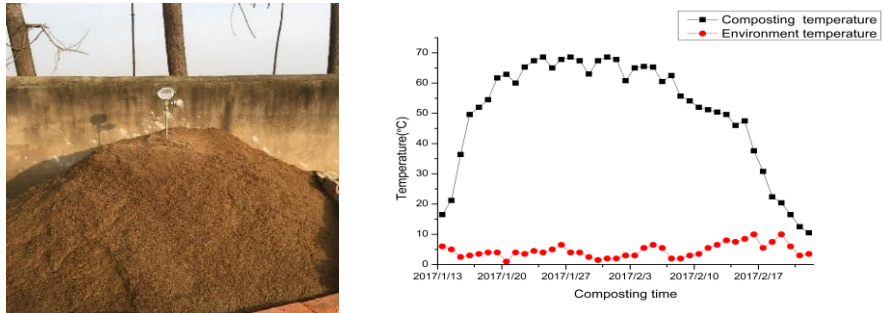 Composting temperature
Environment temperature
70
60
50
40
30
20
10
0
Temperature(°C)
2017/1/13 2017/1/20 2017/1/27 2017/2/3 2017/2/10 2017/2/17
Composting time